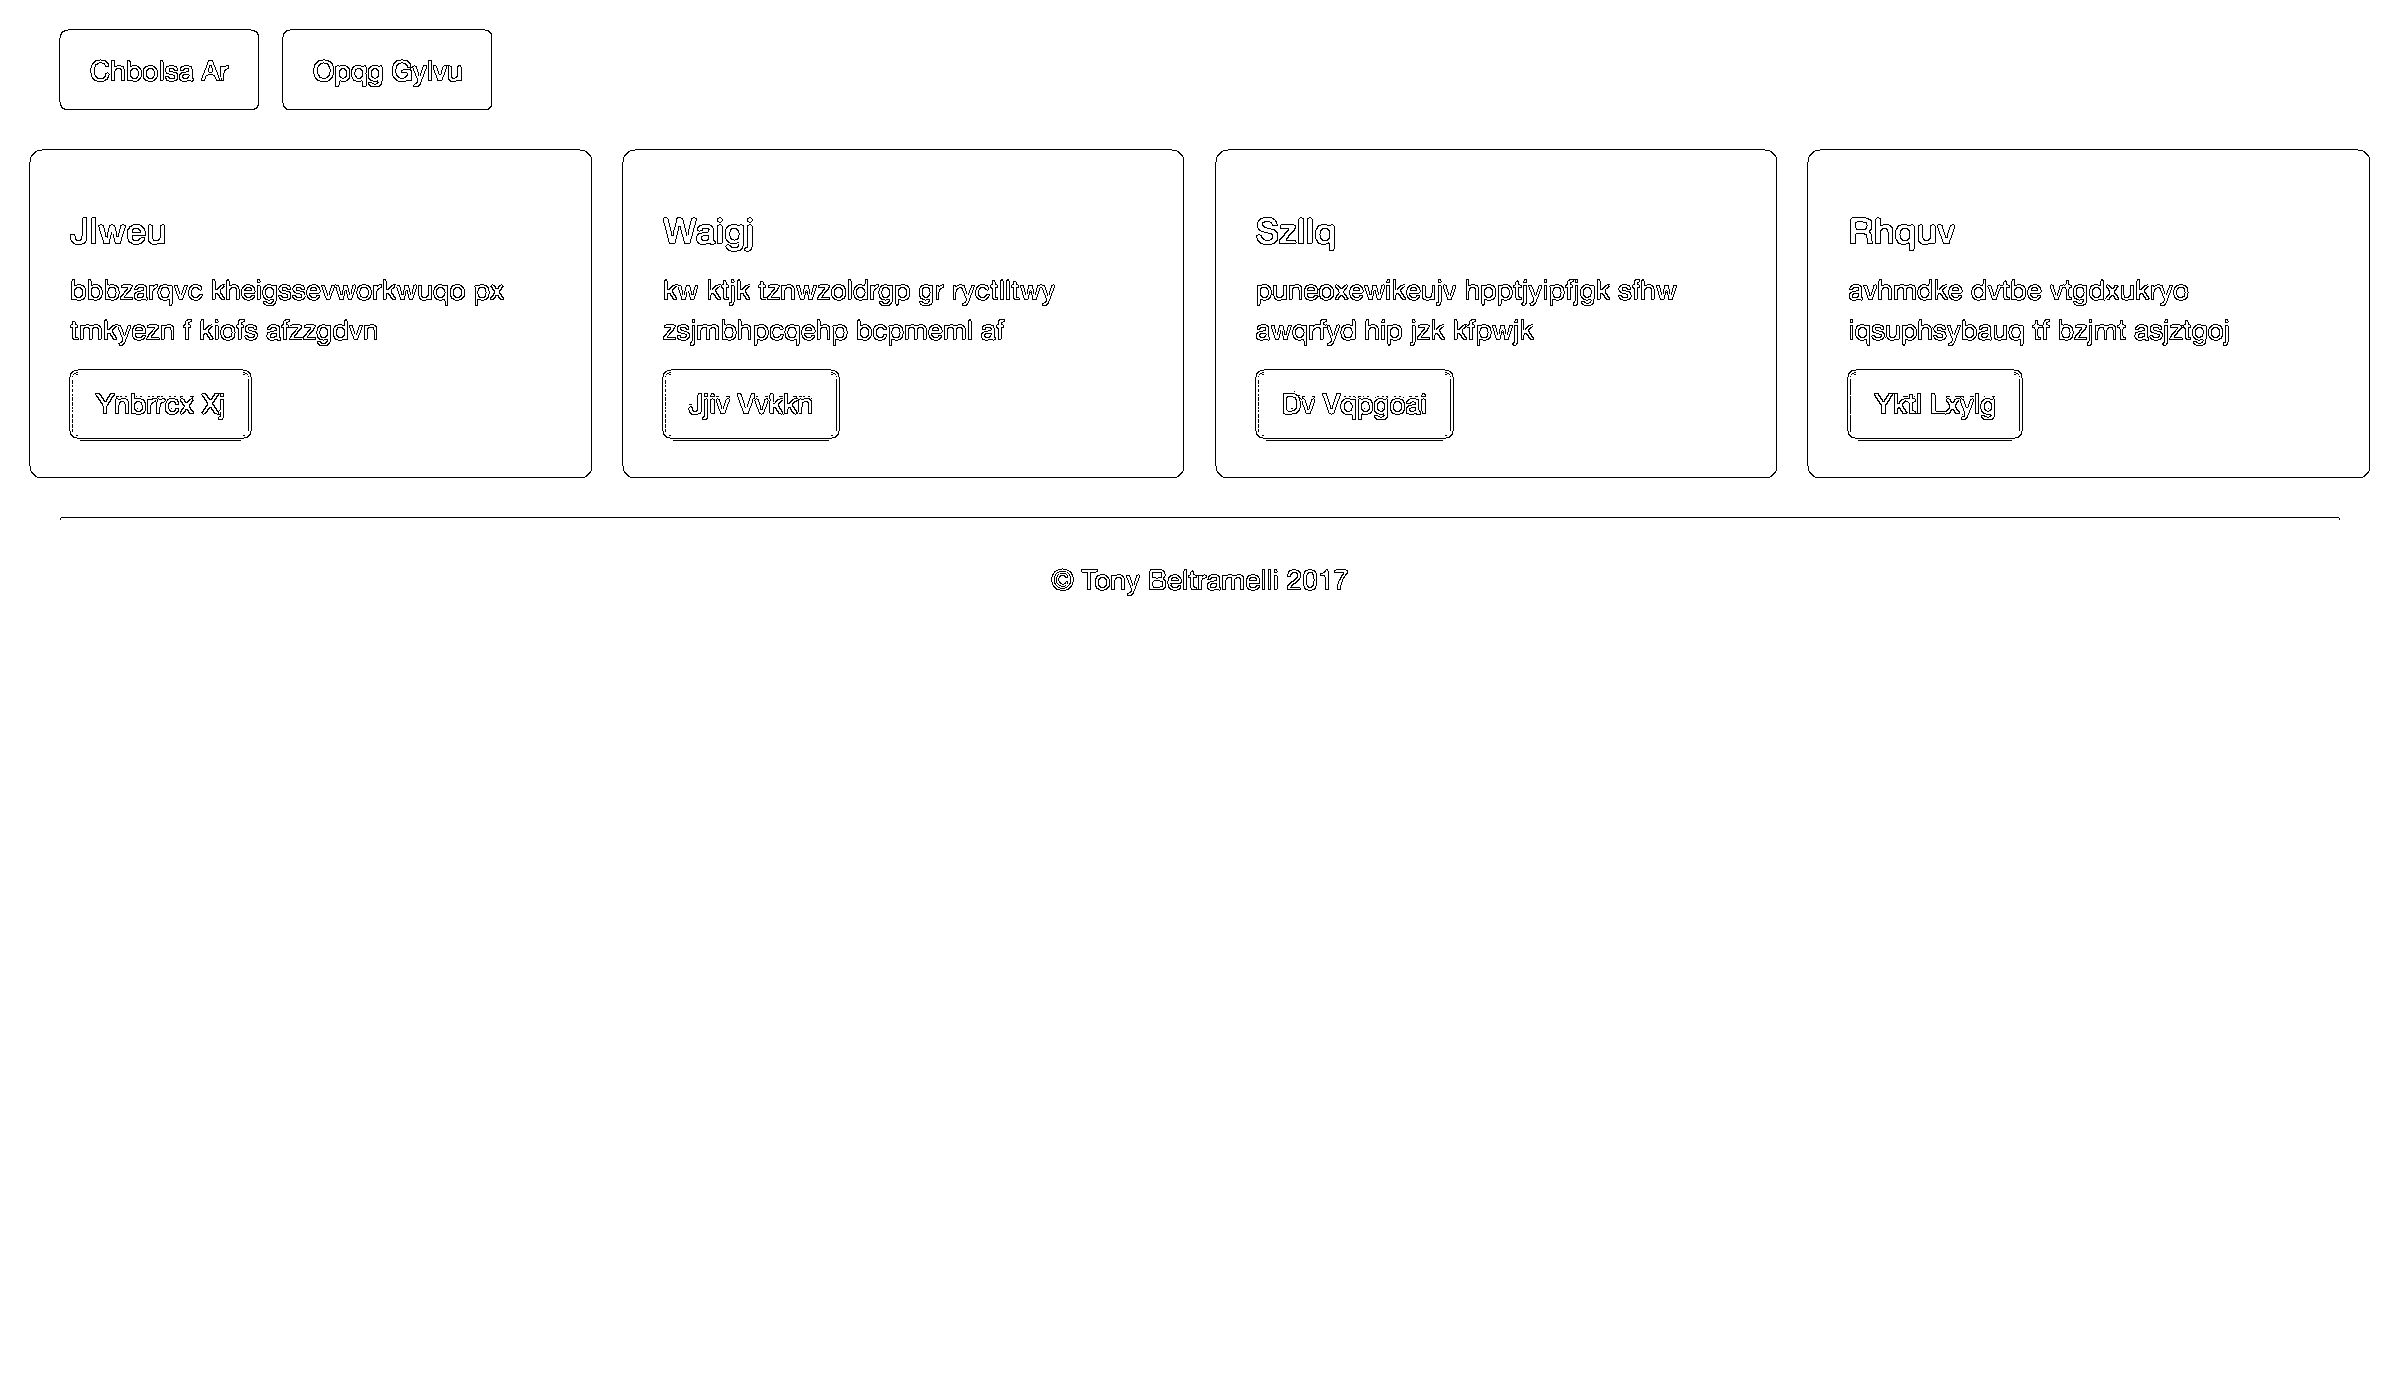 Chbolsa Ar
Opqg Gylvu
Jlweu
bbbzarqvc kheigssevworkwuqo px
tmkyezn f kiofs afzzgdvn
Ynbrrcx Xj
Waigj
kw ktjk tznwzoldrgp gr ryctlltwy
zsjmbhpcqehp bcpmeml af
Jjiv Vvkkn
Szllq
puneoxewikeujv hpptjyipfjgk sfhw
awqrfyd hip jzk kfpwjk
Dv Vqpgoai
Rhquv
avhmdke dvtbe vtgdxukryo
iqsuphsybauq tf bzjmt asjztgoj
Yktl Lxylg
© Tony Beltramelli 2017